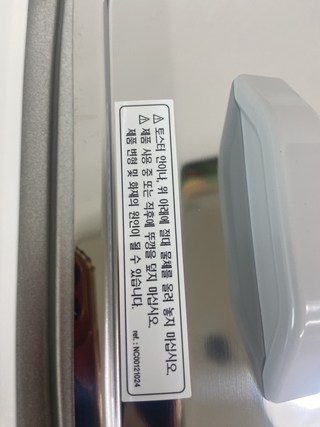 ⚠ 토스터 안이나, 위 아래에 절대 물체를 올려 놓지 마십시오.
⚠ 제품 사용 중 또는 직후에 뚜껑을 덮지 마십시오.
제품 변형 및 화재의 원인이 될 수 있습니다.
ref. : NC00121024